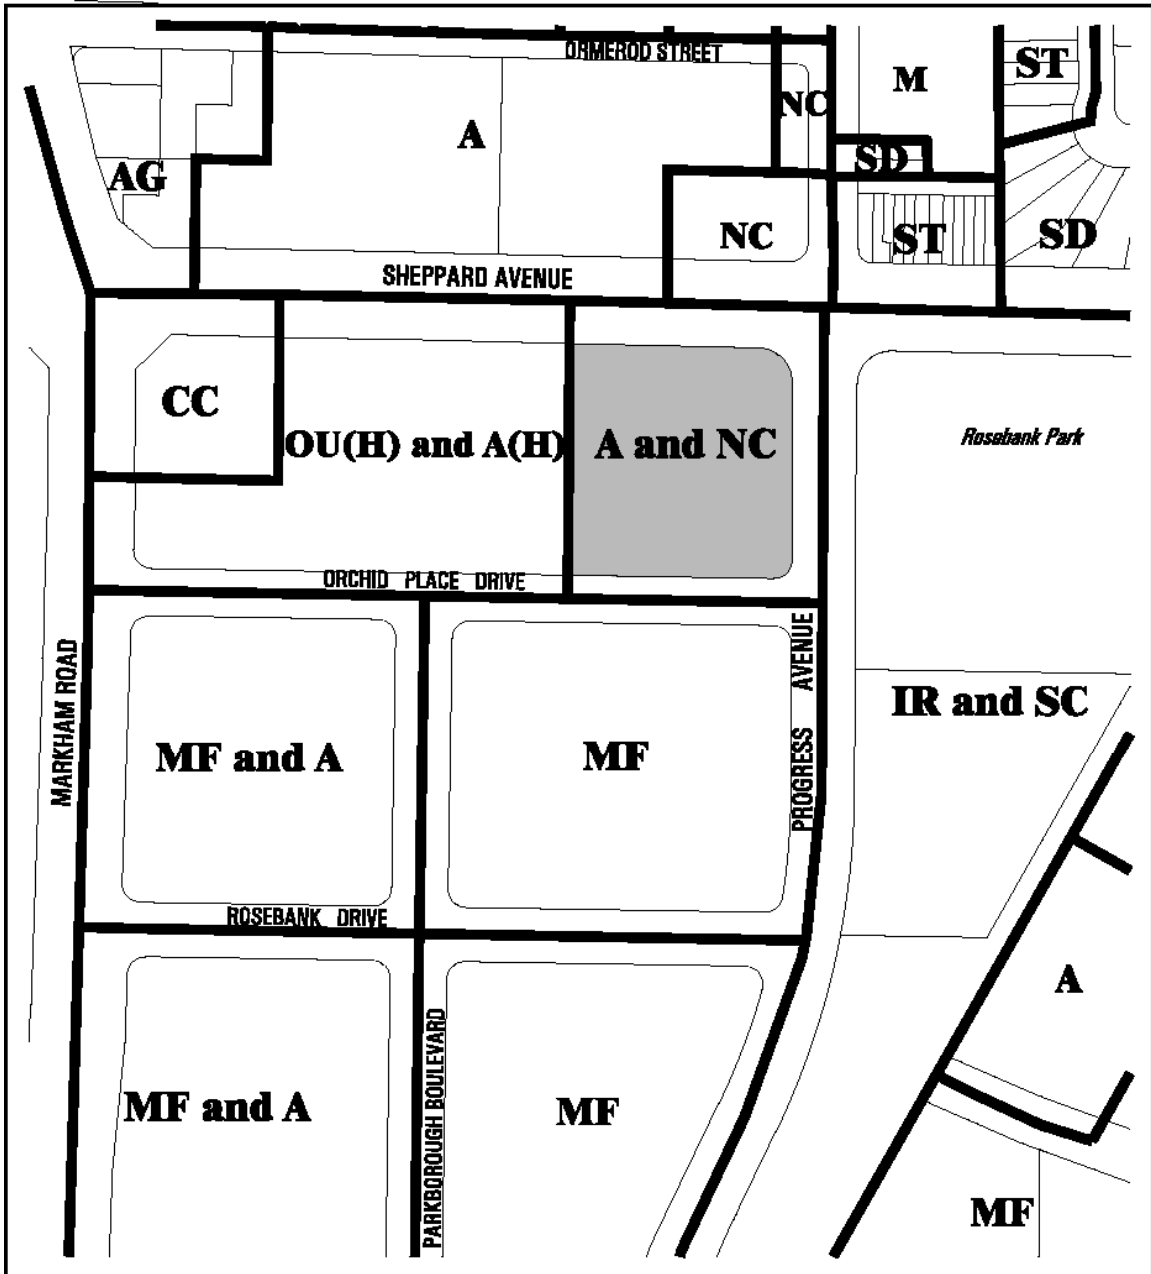 ORMEROD STREET
ST
M
NC
A
SD
AG
NC
ST
SD
SHEPPARD AVENUE
CC
OU(H) and A(H)
A and NC
Rosebank Park
ORCHID PLACE DRIVE
MARKHAM ROAD
PROGRESS AVENUE
IR and SC
MF and A
MF
ROSEBANK DRIVE
A
PARKBOROUGH BOULEVARD
MF and A
MF
MF